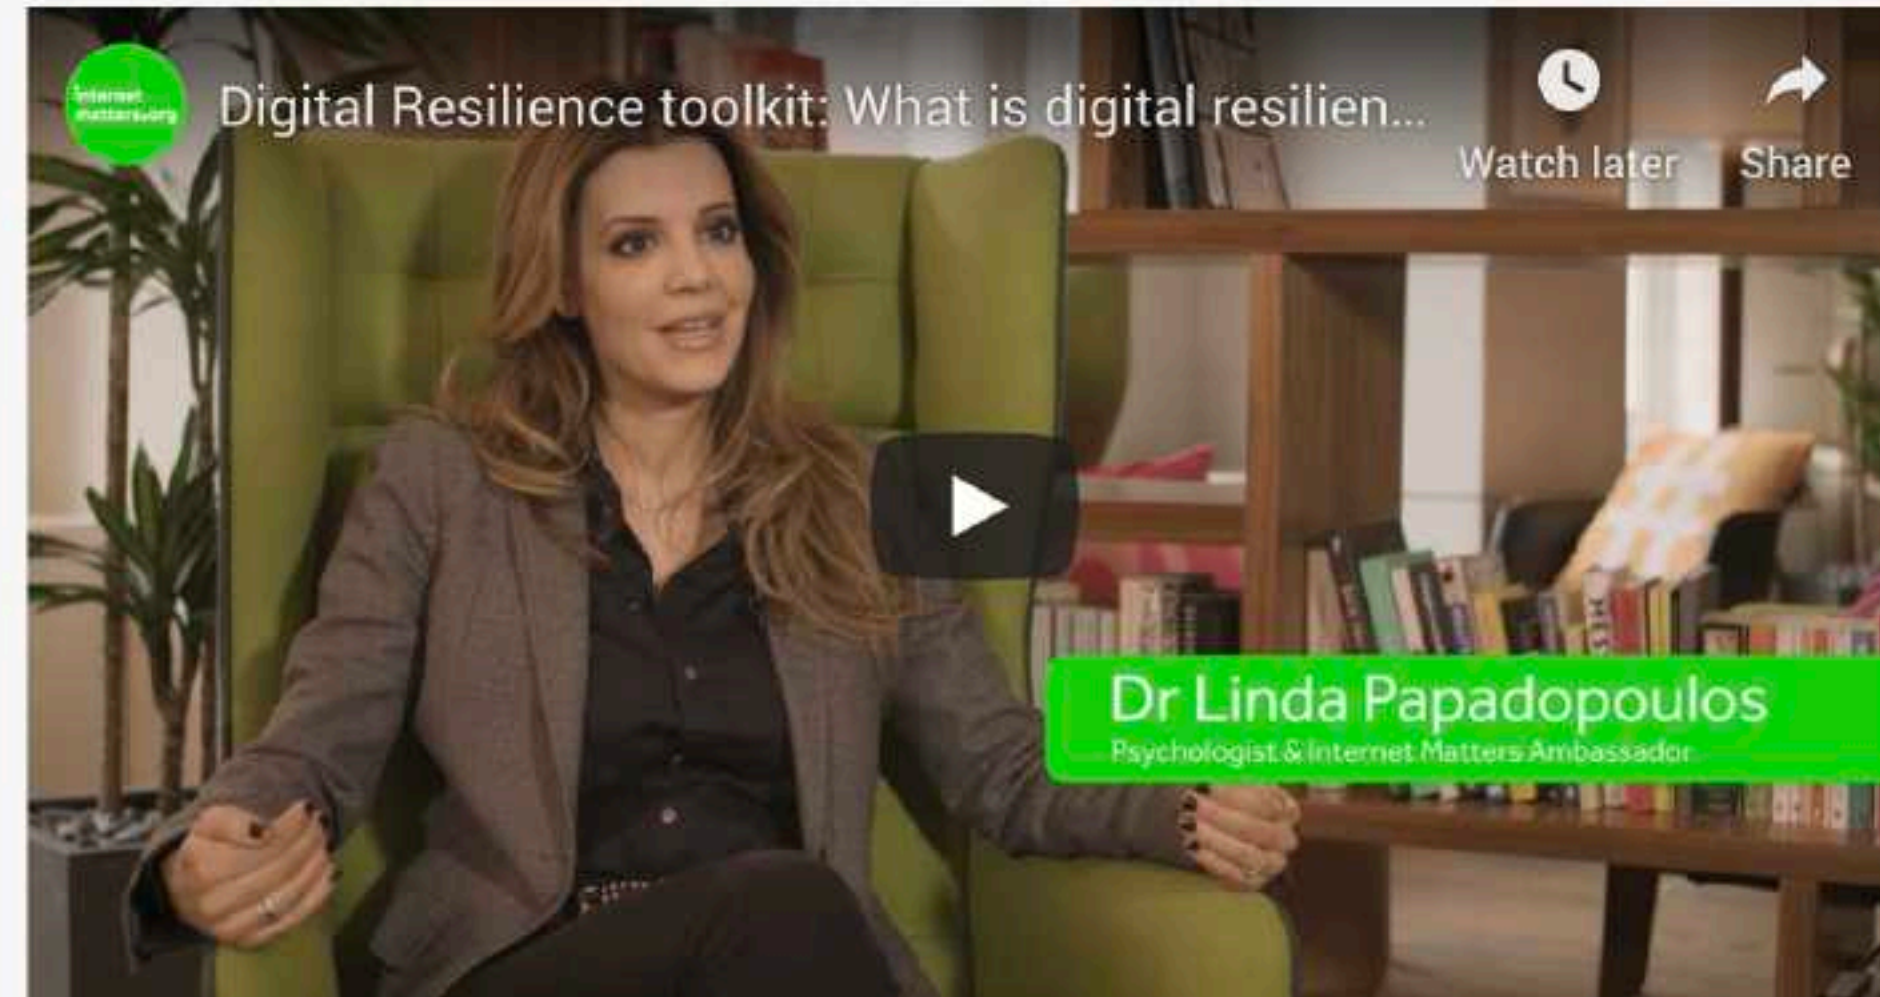 internet
matters.org
Digital Resilience toolkit: What is digital resilien...
Watch later
Share
Dr Linda Papadopoulos
Psychologist & Internet Matters Ambassador
MESS